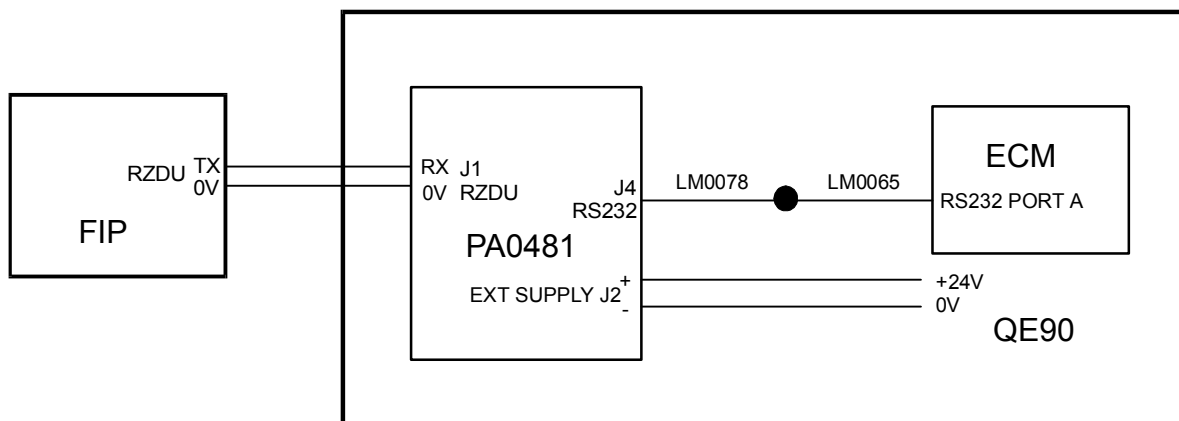 RZDU TX
0V
FIP
RX J1
0V RZDU
J4
RS232
PA0481
EXT SUPPLY J2 +
-
LM0078
LM0065
ECM
RS232 PORT A
+24V
0V
QE90